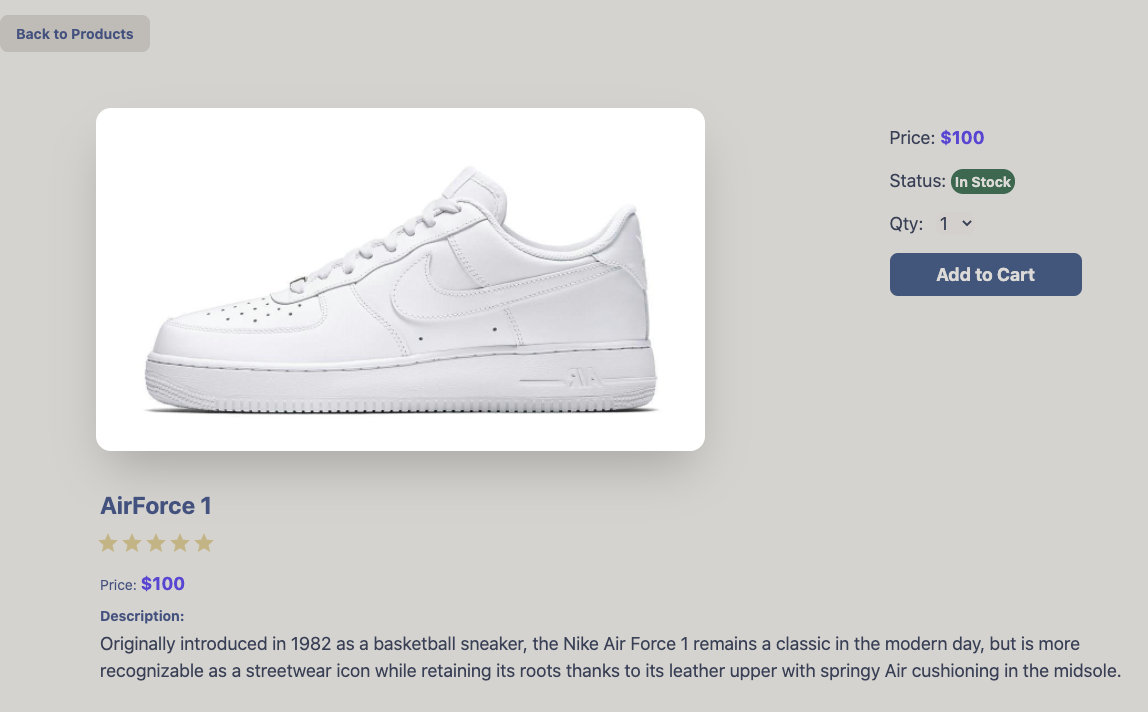 Back to Products
Price: $100
Status: In Stock
Qty: 1
Add to Cart
AIR
AirForce 1
Price: $100
Description:
Originally introduced in 1982 as a basketball sneaker, the Nike Air Force 1 remains a classic in the modern day, but is more
recognizable as a streetwear icon while retaining its roots thanks to its leather upper with springy Air cushioning in the midsole.